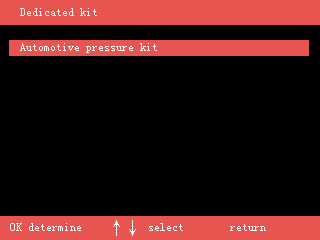 Dedicated kit
Automotive pressure kit
OK determine ↑ ↓ select return